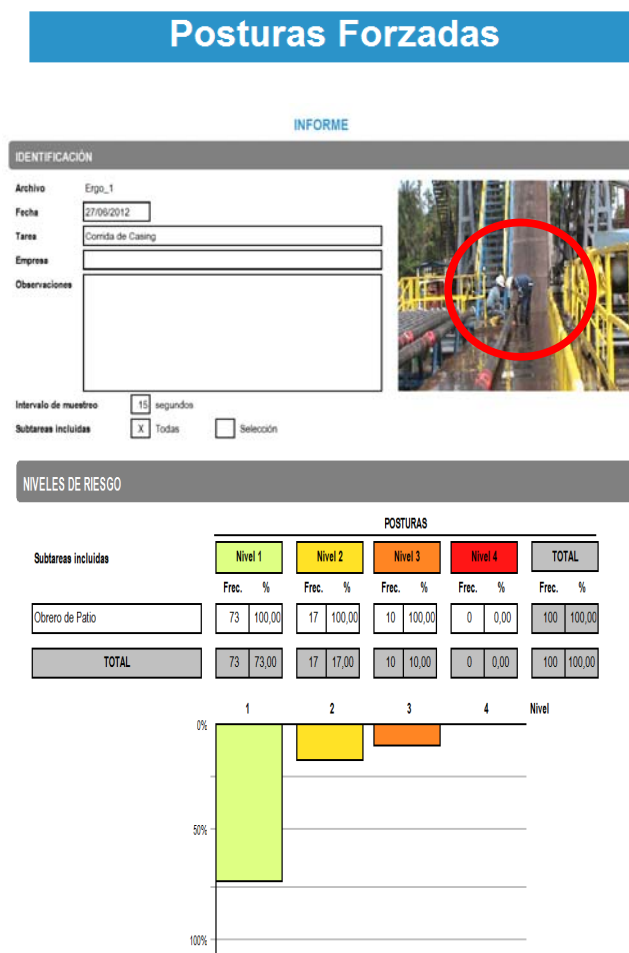 Posturas Forzadas
INFORME
IDENTIFICACIÓN
Archivo Ergo_1
Fecha 27/06/2012
Tarea Corrida de Casing
Empresa
Observaciones
Intervalo de muestreo 15 segundos
Subtareas incluidas X Todas Selección
NIVELES DE RIESGO
POSTURAS
Subtareas incluidas Nivel 1 Nivel 2 Nivel 3 Nivel 4 TOTAL
Frec. % Frec. % Frec. % Frec. % Frec. %
Obrero de Patio 73 100,00 17 100,00 10 100,00 0 0,00 100 100,00
TOTAL 73 73,00 17 17,00 10 10,00 0 0,00 100 100,00
1 2 3 4 Nivel
0%
50%
100%